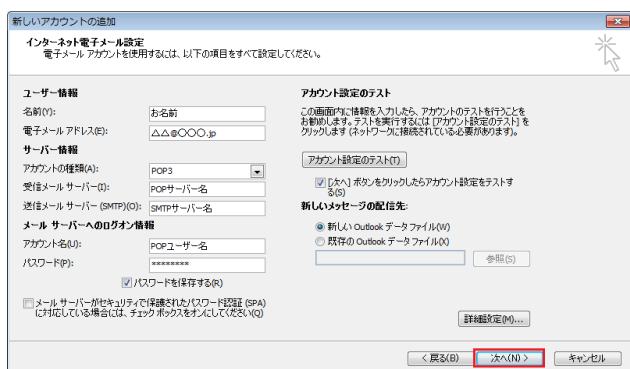 新しいアカウントの追加
インターネット電子メール設定
電子メール アカウントを使用するには、以下の項目をすべて設定してください。
ユーザー情報
名前(Y):
お名前
電子メール アドレス(E):
△△@〇〇〇.jp
サーバー情報
アカウントの種類(A):
POP3
受信メール サーバー(I):
POPサーバー名
送信メール サーバー (SMTP)(O):
SMTPサーバー名
メール サーバーへのログオン情報
アカウント名(U):
POPユーザー名
パスワード(P):
********
パスワードを保存する(R)
メール サーバーがセキュリティで保護されたパスワード認証 (SPA)
に対応している場合には、チェック ボックスをオンにしてください(Q)
アカウント設定のテスト
この画面内に情報を入力したら、アカウントのテストを行うことを
お勧めします。テストを実行するには [アカウント設定のテスト] を
クリックします (ネットワークに接続されている必要があります)。
アカウント設定のテスト(T)
[次へ] ボタンをクリックしたらアカウント設定をテストす
る(S)
新しいメッセージの配信先:
新しい Outlook データ ファイル(W)
既存の Outlook データ ファイル(X)
参照(S)
詳細設定(M)...
< 戻る(B)
次へ(N) >
キャンセル